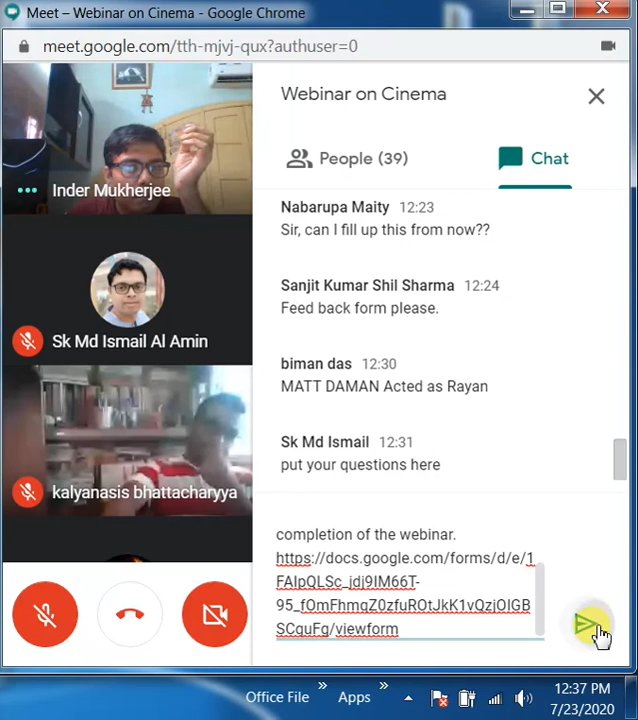 Meet – Webinar on Cinema - Google Chrome
meet.google.com/tth-mjvj-qux?authuser=0
Inder Mukherjee
Sk Md Ismail Al Amin
kalyanasis bhattacharyya
Webinar on Cinema
People (39)
Chat
Nabarupa Maity 12:23
Sir, can I fill up this from now??
Sanjit Kumar Shil Sharma 12:24
Feed back form please.
biman das 12:30
MATT DAMAN Acted as Rayan
Sk Md Ismail 12:31
put your questions here
completion of the webinar.
https://docs.google.com/forms/d/e/1
FAIpQLSc_jdj9IM66T-
95_fOmFhmqZ0zfuROtJkK1vQzjOIGB
SCquFg/viewform
Office File » Apps »
12:37 PM
7/23/2020